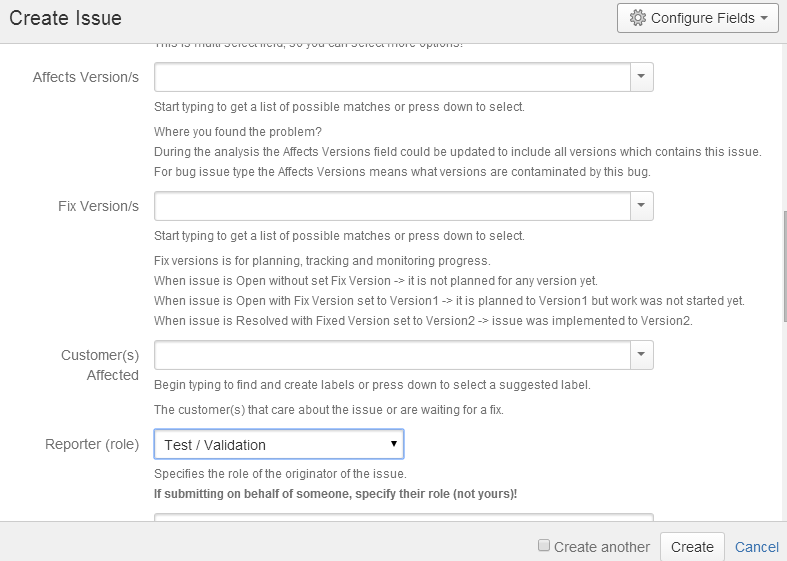 Create Issue
Configure Fields
This is multi select field, so you can select more options!
Affects Version/s
Start typing to get a list of possible matches or press down to select.
Where you found the problem?
During the analysis the Affects Versions field could be updated to include all versions which contains this issue.
For bug issue type the Affects Versions means what versions are contaminated by this bug.
Fix Version/s
Start typing to get a list of possible matches or press down to select.
Fix versions is for planning, tracking and monitoring progress.
When issue is Open without set Fix Version -> it is not planned for any version yet.
When issue is Open with Fix Version set to Version1 -> it is planned to Version1 but work was not started yet.
When issue is Resolved with Fixed Version set to Version2 -> issue was implemented to Version2.
Customer(s)
Affected
Begin typing to find and create labels or press down to select a suggested label.
The customer(s) that care about the issue or are waiting for a fix.
Reporter (role)
Test / Validation
Specifies the role of the originator of the issue.
If submitting on behalf of someone, specify their role (not yours)!
Create another
Create
Cancel